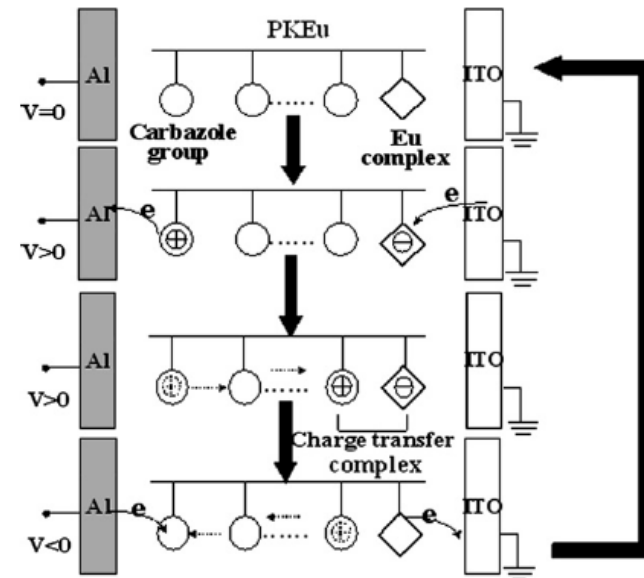 PKEu
Al
ITO
V=0
Carbazole
group
Eu
complex
e
e
Al
ITO
V>0
⊕
⊖
Al
ITO
V>0
⊕
⊕
⊖
Charge transfer
complex
Al
e
e
ITO
V<0
⊕